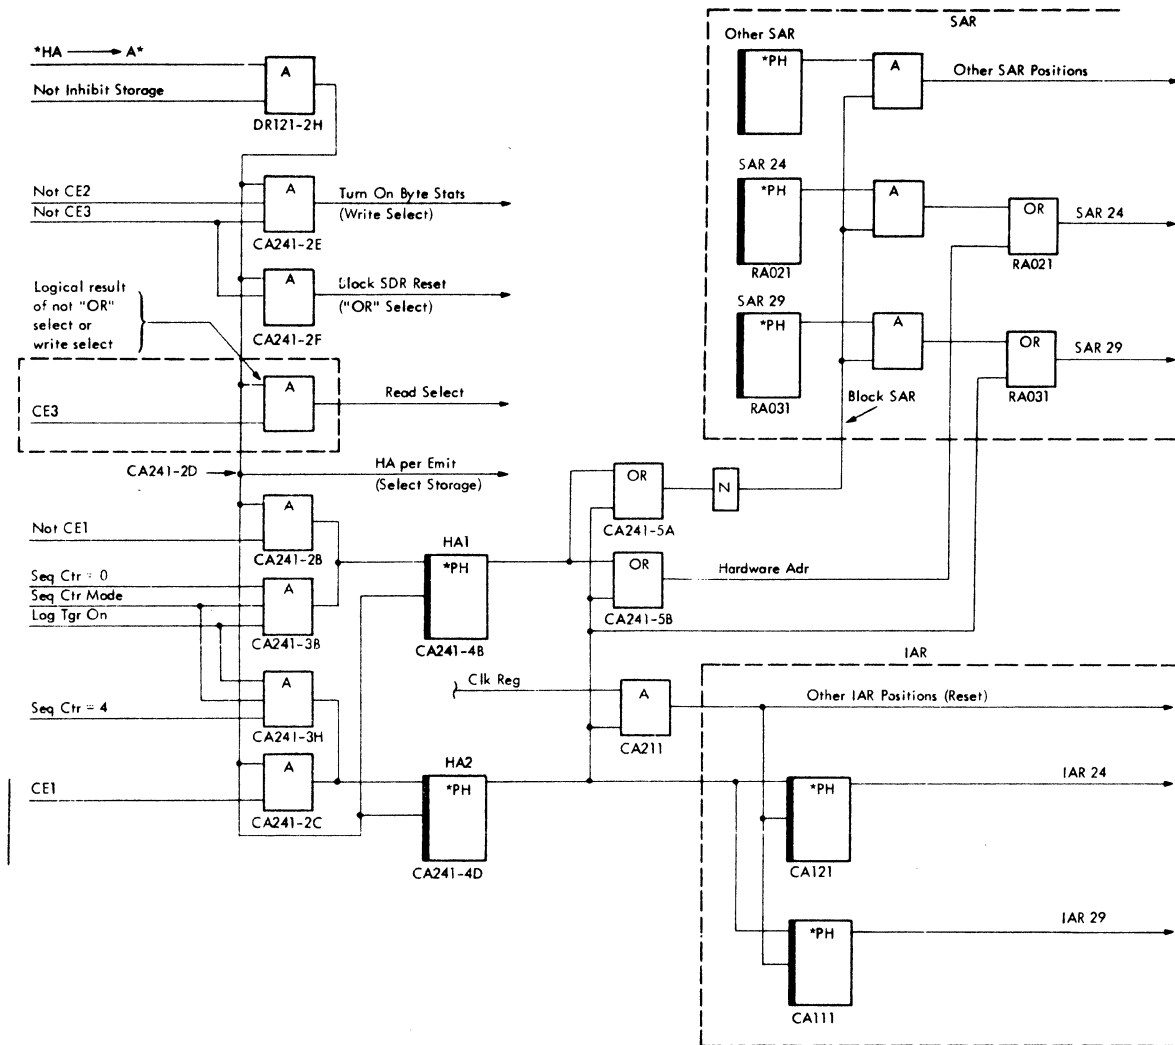 SAR
*HA → A*
Not Inhibit Storage
A
DR121-2H
Other SAR
*PH
A
Other SAR Positions
Not CE2
Not CE3
A
CA241-2E
Turn On Byte Stats
(Write Select)
SAR 24
*PH
RA021
A
OR
RA021
SAR 24
Logical result
of not "OR"
select or
write select
A
CA241-2F
Block SDR Reset
("OR" Select)
SAR 29
*PH
RA031
A
OR
RA031
SAR 29
CE3
A
Read Select
Block SAR
CA241-2D
HA per Emit
(Select Storage)
Not CE1
A
CA241-2B
OR
CA241-5A
N
Seq Ctr = 0
Seq Ctr Mode
Log Tgr On
A
CA241-3B
HA1
*PH
CA241-4B
OR
CA241-5B
Hardware Adr
IAR
Seq Ctr = 4
A
CA241-3H
Clk Reg
A
CA211
Other IAR Positions (Reset)
CE1
A
CA241-2C
HA2
*PH
CA241-4D
*PH
CA121
IAR 24
*PH
CA111
IAR 29